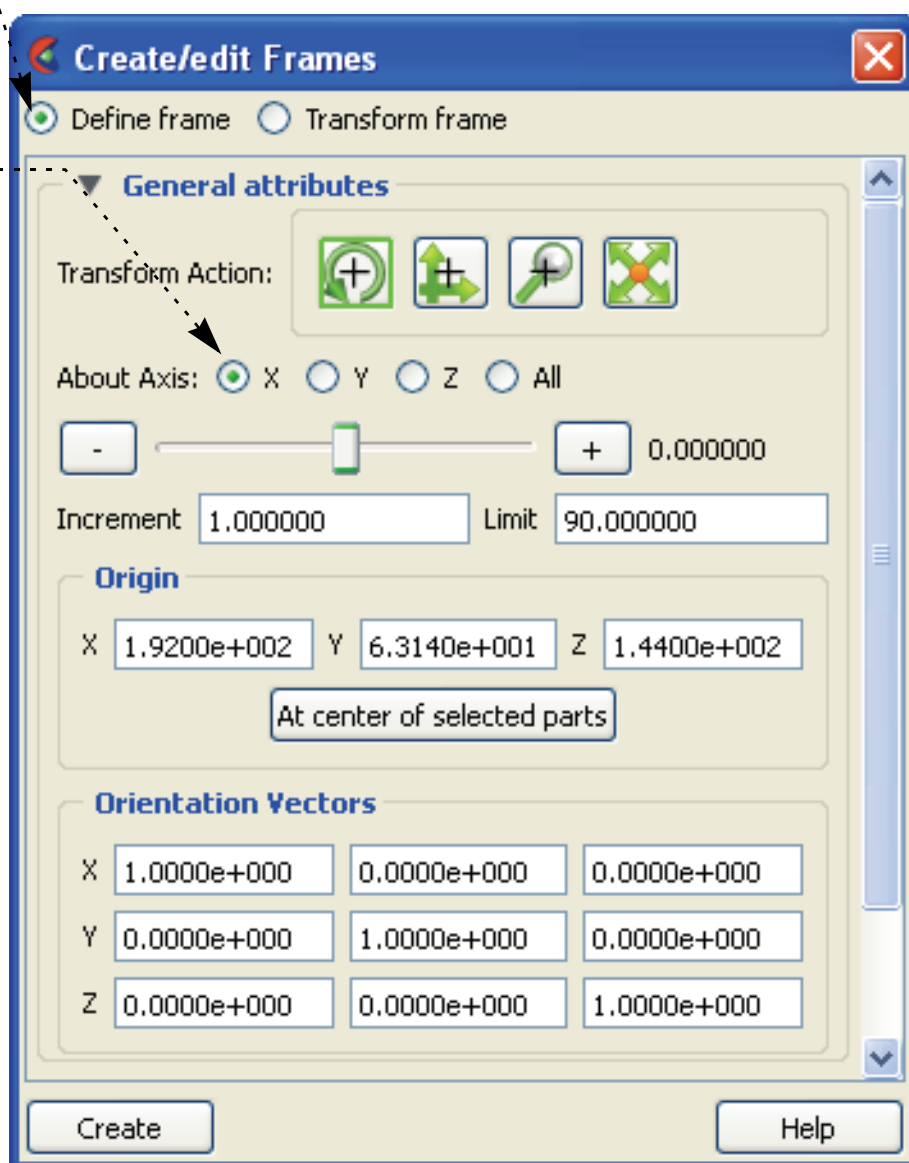 Create/edit Frames
Define frame Transform frame
General attributes
Transform Action:
About Axis: X Y Z All
- + 0.000000
Increment 1.000000 Limit 90.000000
Origin
X 1.9200e+002 Y 6.3140e+001 Z 1.4400e+002
At center of selected parts
Orientation Vectors
X 1.0000e+000 0.0000e+000 0.0000e+000
Y 0.0000e+000 1.0000e+000 0.0000e+000
Z 0.0000e+000 0.0000e+000 1.0000e+000
Create Help